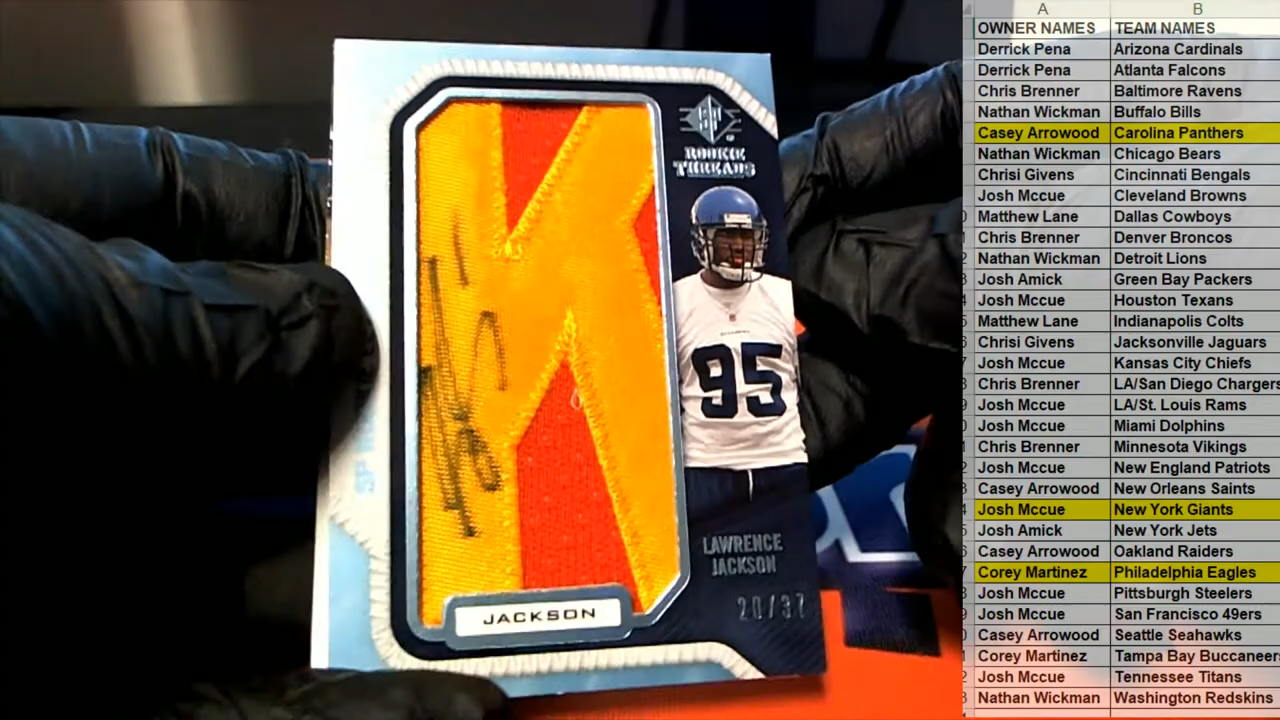 SP
ROOKIE
THREADS
K
95
LAWRENCE
JACKSON
20/37
JACKSON
A B
OWNER NAMES TEAM NAMES
Derrick Pena Arizona Cardinals
Derrick Pena Atlanta Falcons
Chris Brenner Baltimore Ravens
Nathan Wickman Buffalo Bills
Casey Arrowood Carolina Panthers
Nathan Wickman Chicago Bears
Chrisi Givens Cincinnati Bengals
Josh Mccue Cleveland Browns
Matthew Lane Dallas Cowboys
Chris Brenner Denver Broncos
Nathan Wickman Detroit Lions
Josh Amick Green Bay Packers
Josh Mccue Houston Texans
Matthew Lane Indianapolis Colts
Chrisi Givens Jacksonville Jaguars
Josh Mccue Kansas City Chiefs
Chris Brenner LA/San Diego Chargers
Josh Mccue LA/St. Louis Rams
Josh Mccue Miami Dolphins
Chris Brenner Minnesota Vikings
Josh Mccue New England Patriots
Casey Arrowood New Orleans Saints
Josh Mccue New York Giants
Josh Amick New York Jets
Casey Arrowood Oakland Raiders
Corey Martinez Philadelphia Eagles
Josh Mccue Pittsburgh Steelers
Josh Mccue San Francisco 49ers
Casey Arrowood Seattle Seahawks
Corey Martinez Tampa Bay Buccaneers
Josh Mccue Tennessee Titans
Nathan Wickman Washington Redskins